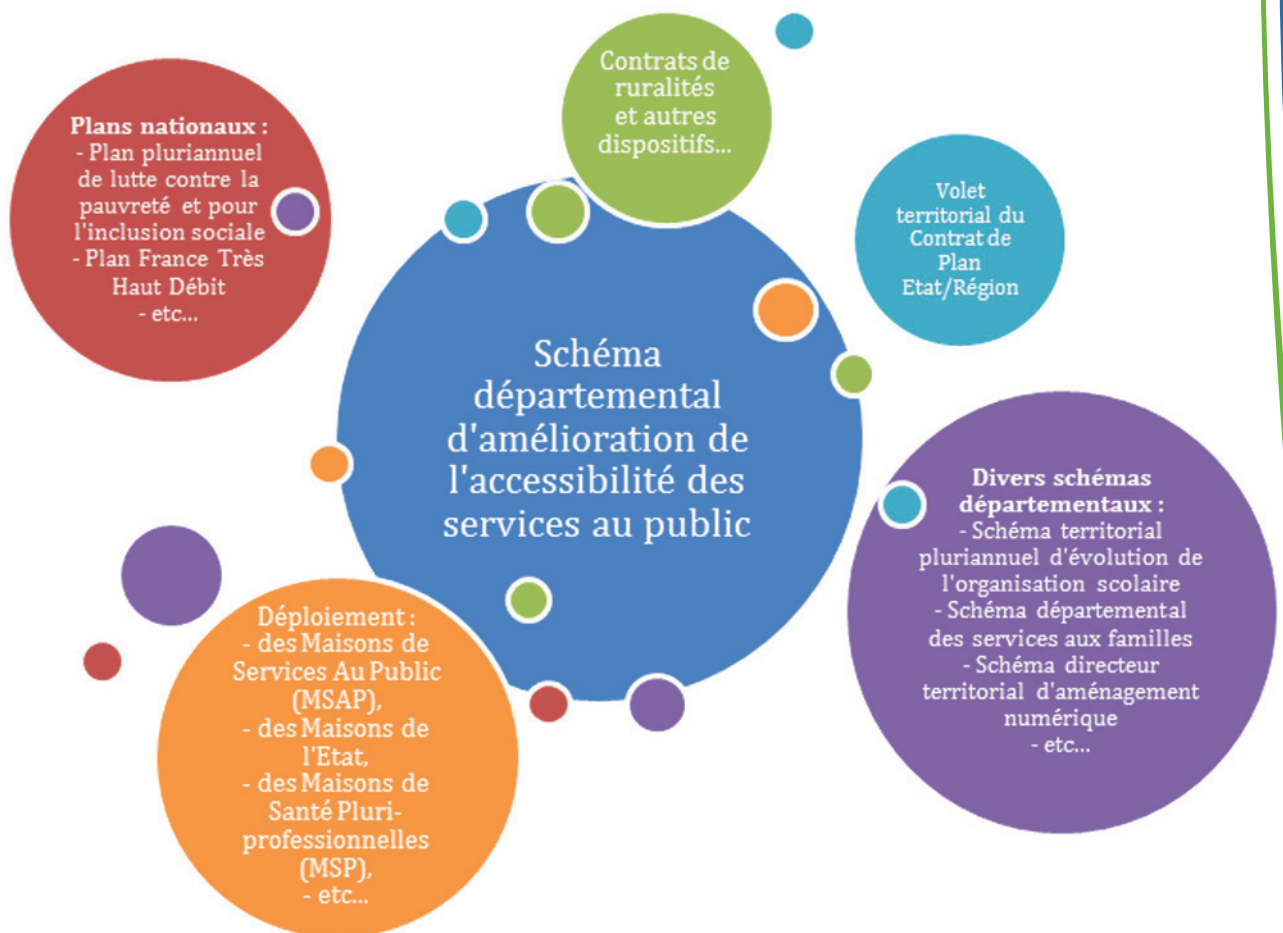 Contrats de
ruralités
et autres
dispositifs...
Plans nationaux :
- Plan pluriannuel
de lutte contre la
pauvreté et pour
l'inclusion sociale
- Plan France Très
Haut Débit
- etc...
Volet
territorial du
Contrat de
Plan
Etat/Région
Schéma
départemental
d'amélioration de
l'accessibilité des
services au public
Divers schémas
départementaux :
- Schéma territorial
pluriannuel d'évolution de
l'organisation scolaire
- Schéma départemental
des services aux familles
- Schéma directeur
territorial d'aménagement
numérique
- etc...
Déploiement :
- des Maisons de
Services Au Public
(MSAP),
- des Maisons de
l'Etat,
- des Maisons de
Santé Pluri-
professionnelles
(MSP),
- etc...